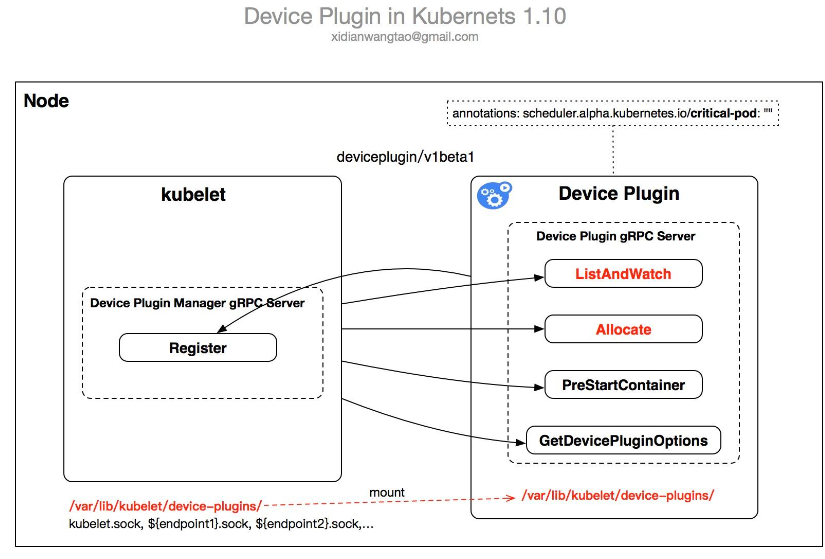 Device Plugin in Kubernets 1.10
xidianwangtao@gmail.com
Node
annotations: scheduler.alpha.kubernetes.io/critical-pod: ""
deviceplugin/v1beta1
kubelet
Device Plugin Manager gRPC Server
Register
Device Plugin
Device Plugin gRPC Server
ListAndWatch
Allocate
PreStartContainer
GetDevicePluginOptions
/var/lib/kubelet/device-plugins/
kubelet.sock, ${endpoint1}.sock, ${endpoint2}.sock,...
mount
/var/lib/kubelet/device-plugins/